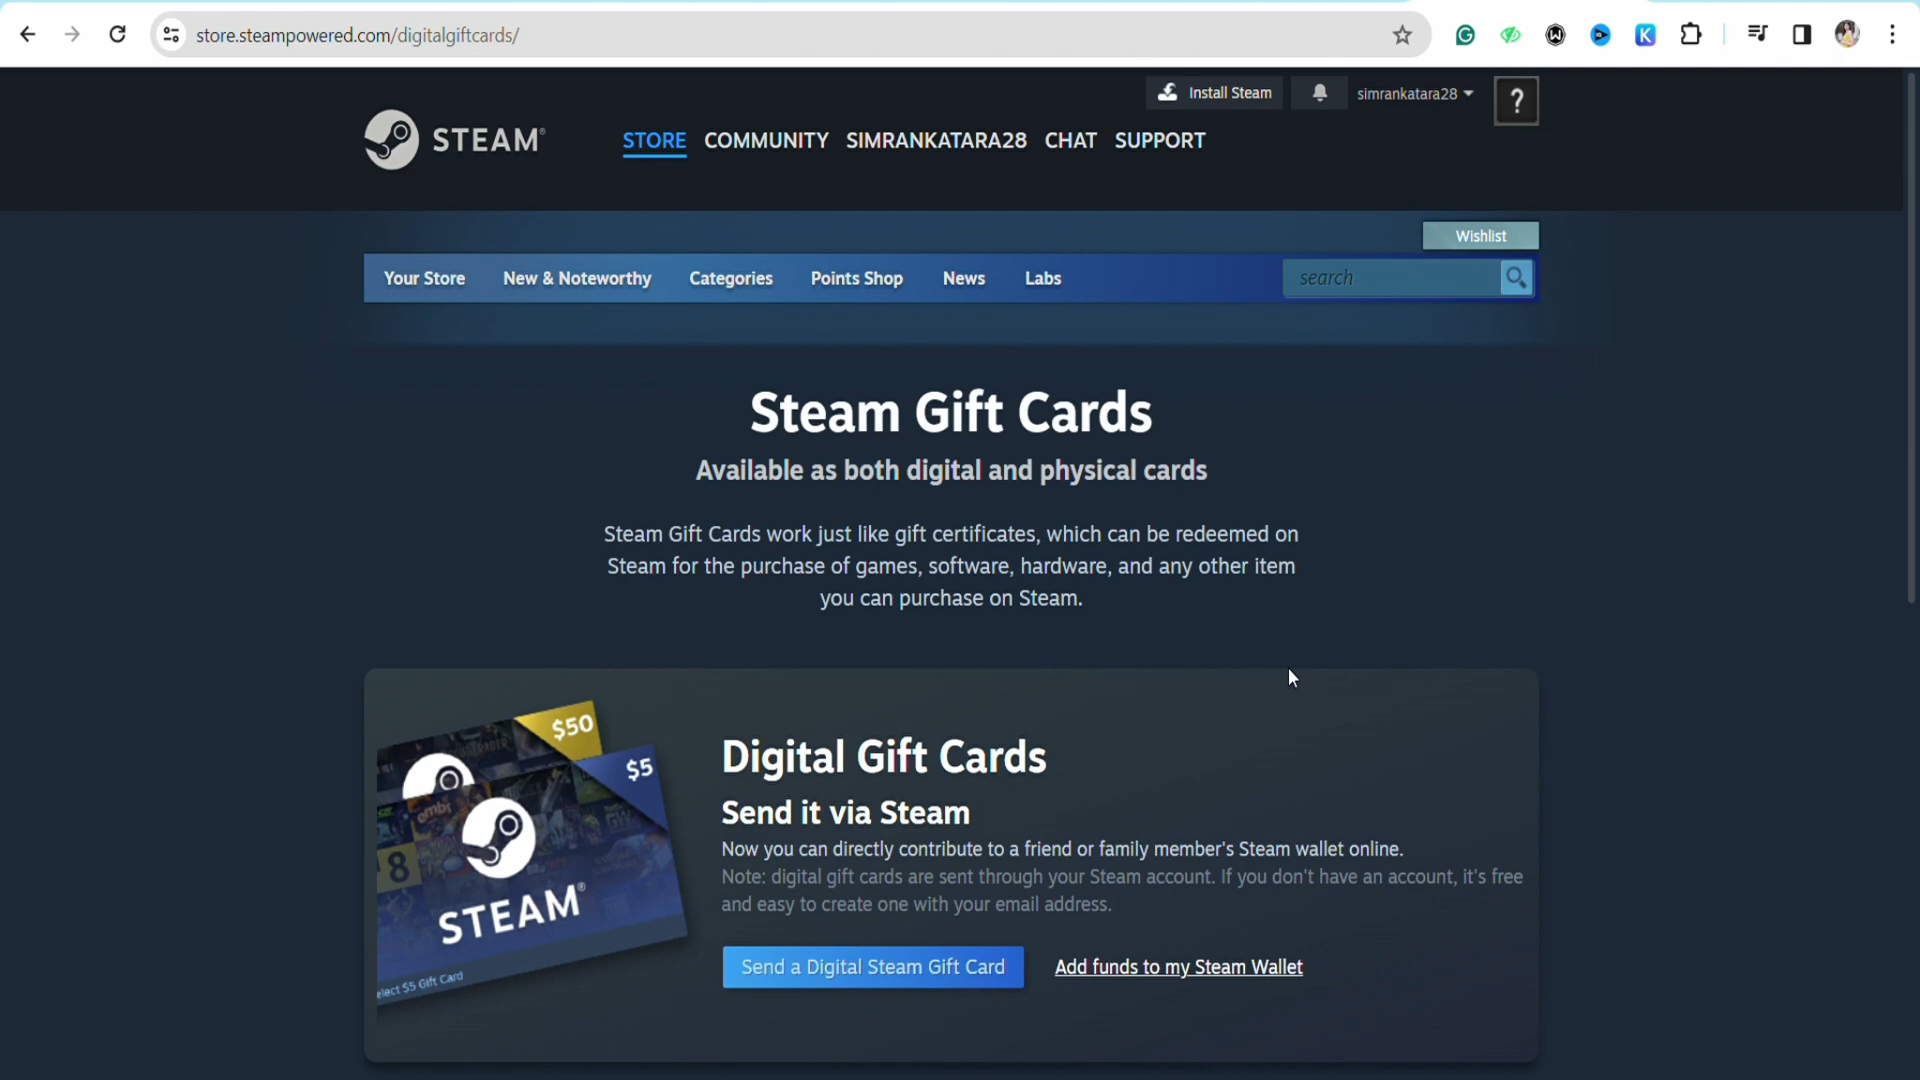 store.steampowered.com/digitalgiftcards/
Install Steam
simrankatara28
?
STEAM®
STORE COMMUNITY SIMRANKATARA28 CHAT SUPPORT
Wishlist
Your Store New & Noteworthy Categories Points Shop News Labs
search
Steam Gift Cards
Available as both digital and physical cards
Steam Gift Cards work just like gift certificates, which can be redeemed on
Steam for the purchase of games, software, hardware, and any other item
you can purchase on Steam.
$50
$5
8
STEAM®
elect $5 Gift Card
Digital Gift Cards
Send it via Steam
Now you can directly contribute to a friend or family member's Steam wallet online.
Note: digital gift cards are sent through your Steam account. If you don't have an account, it's free
and easy to create one with your email address.
Send a Digital Steam Gift Card
Add funds to my Steam Wallet